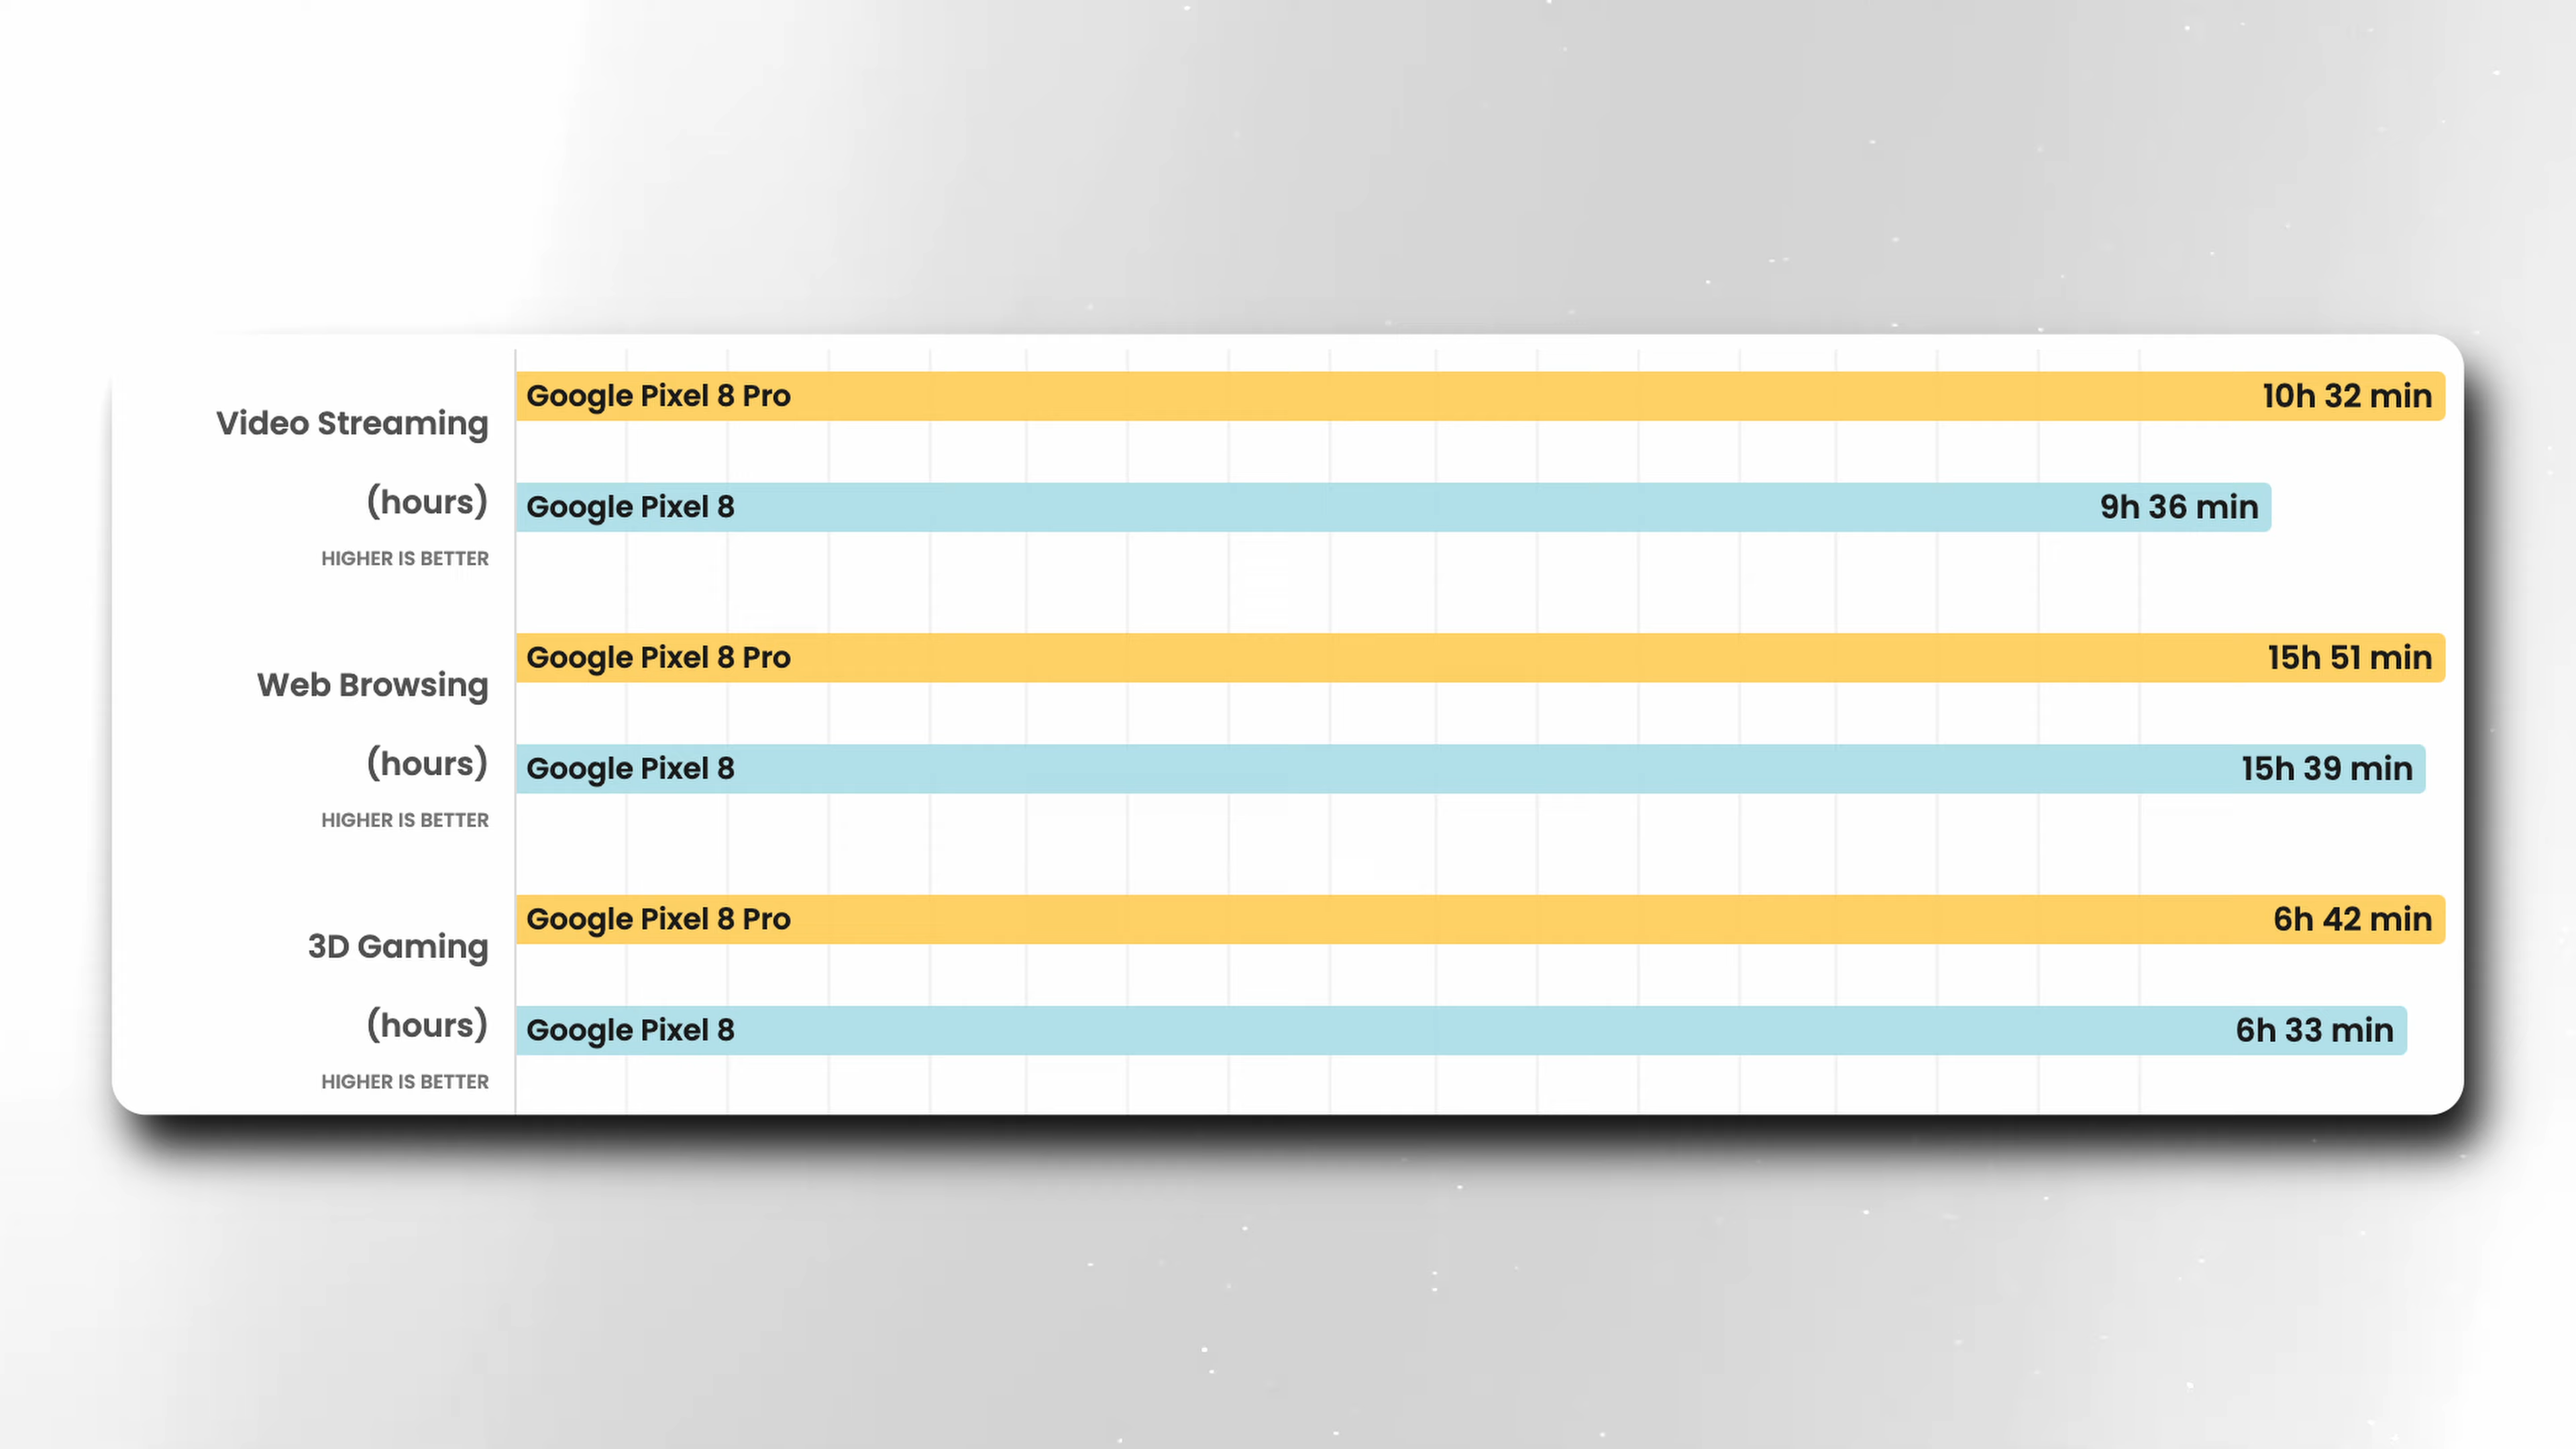 Google Pixel 8 Pro 10h 32 min
Video Streaming
(hours)
Google Pixel 8 9h 36 min
HIGHER IS BETTER
Google Pixel 8 Pro 15h 51 min
Web Browsing
(hours)
Google Pixel 8 15h 39 min
HIGHER IS BETTER
Google Pixel 8 Pro 6h 42 min
3D Gaming
(hours)
Google Pixel 8 6h 33 min
HIGHER IS BETTER